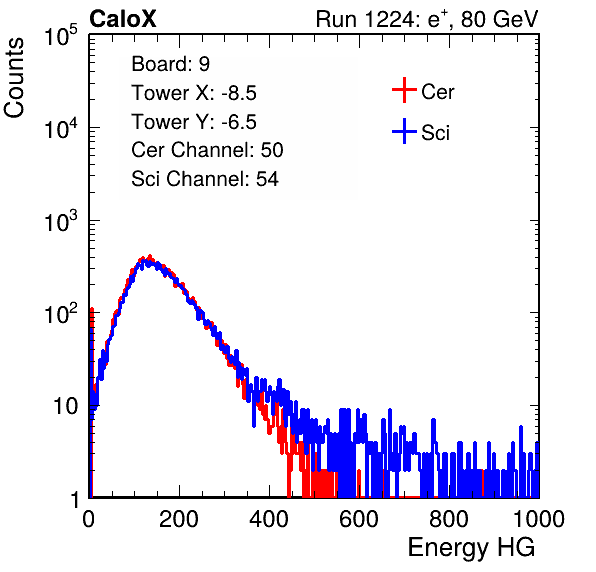 CaloX Run 1224: e⁺, 80 GeV
Counts
10⁵
10⁴
10³
10²
10
1
Board: 9
Tower X: -8.5
Tower Y: -6.5
Cer Channel: 50
Sci Channel: 54
Cer
Sci
0 200 400 600 800 1000
Energy HG